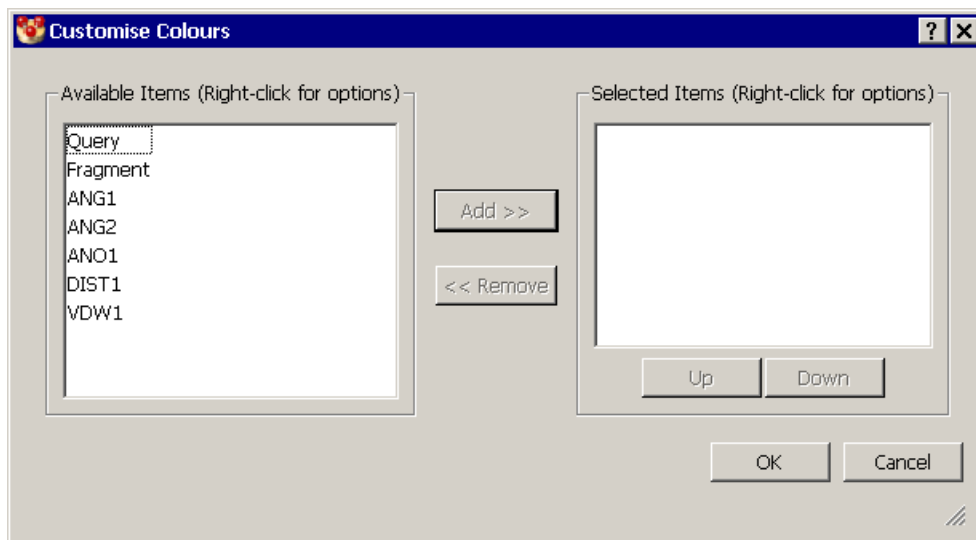 Customise Colours
Available Items (Right-click for options)
Query
Fragment
ANG1
ANG2
ANO1
DIST1
VDW1
Add >>
<< Remove
Selected Items (Right-click for options)
Up
Down
OK
Cancel